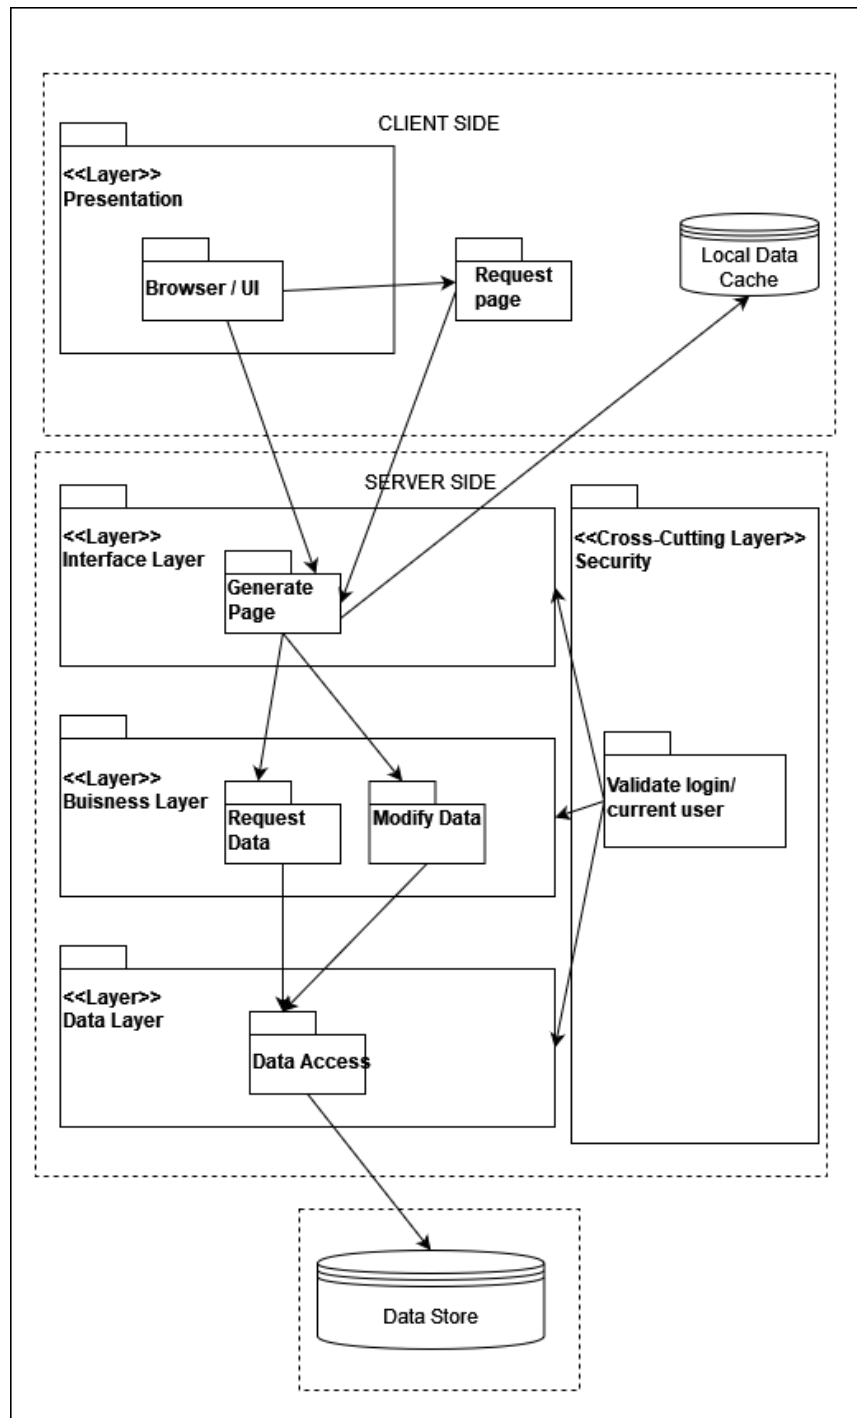 CLIENT SIDE
<<Layer>>
Presentation
Browser / UI
Request
page
Local Data
Cache
SERVER SIDE
<<Layer>>
Interface Layer
Generate
Page
<<Cross-Cutting Layer>>
Security
<<Layer>>
Buisness Layer
Request
Data
Modify Data
Validate login/
current user
<<Layer>>
Data Layer
Data Access
Data Store